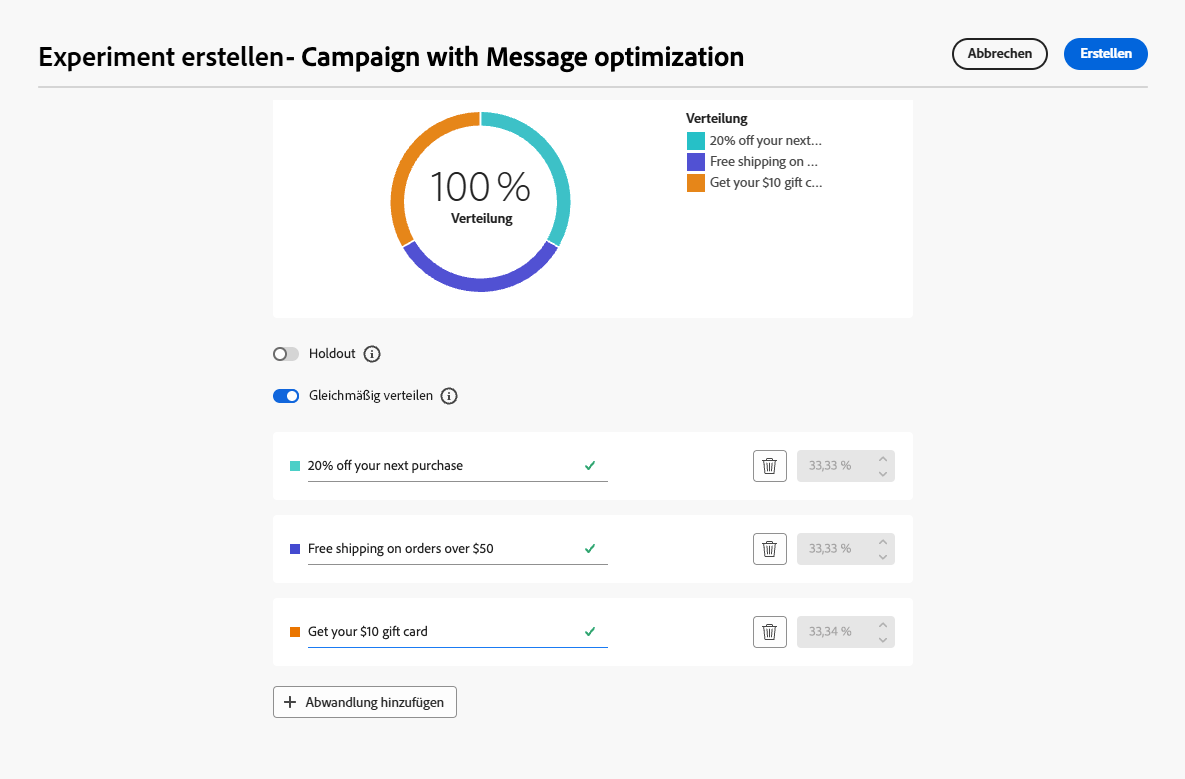 Experiment erstellen- Campaign with Message optimization
Abbrechen
Erstellen
100 %
Verteilung
Verteilung
20% off your next...
Free shipping on ...
Get your $10 gift c...
Holdout
Gleichmäßig verteilen
20% off your next purchase
33,33 %
Free shipping on orders over $50
33,33 %
Get your $10 gift card
33,34 %
Abwandlung hinzufügen